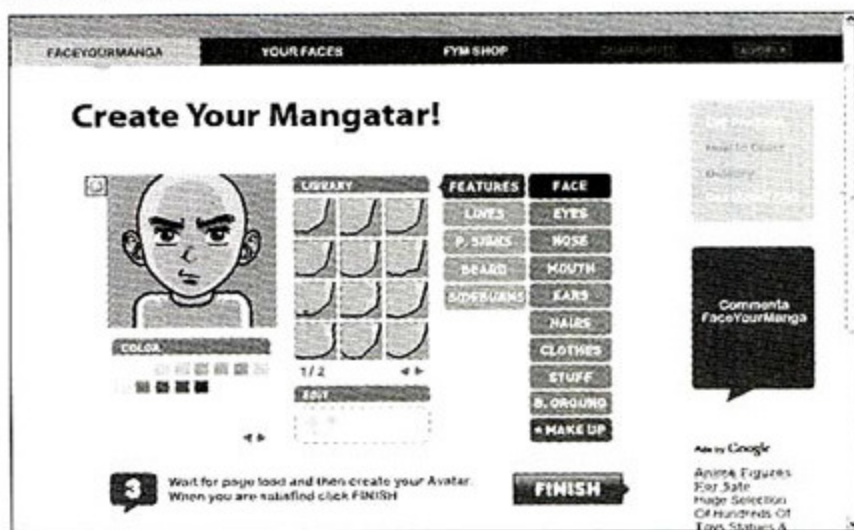 FACEYOURMANGA YOUR FACES FYM SHOP
Create Your Mangatar!
LIBRARY
FEATURES FACE
LINES EYES
P. SIGNS NOSE
BEARD MOUTH
SIDEBURNS EARS
HAIRS
CLOTHES
STUFF
B. GROUND
MAKE UP
COLOR
1 / 2
EDIT
3 Wait for page load and then create your Avatar.
When you are satisfied click FINISH
FINISH
Commenta
FaceYourManga
Ads by Google
Anime Figures
For Sale
Huge Selection
Of Hundreds Of
Toys Statues &